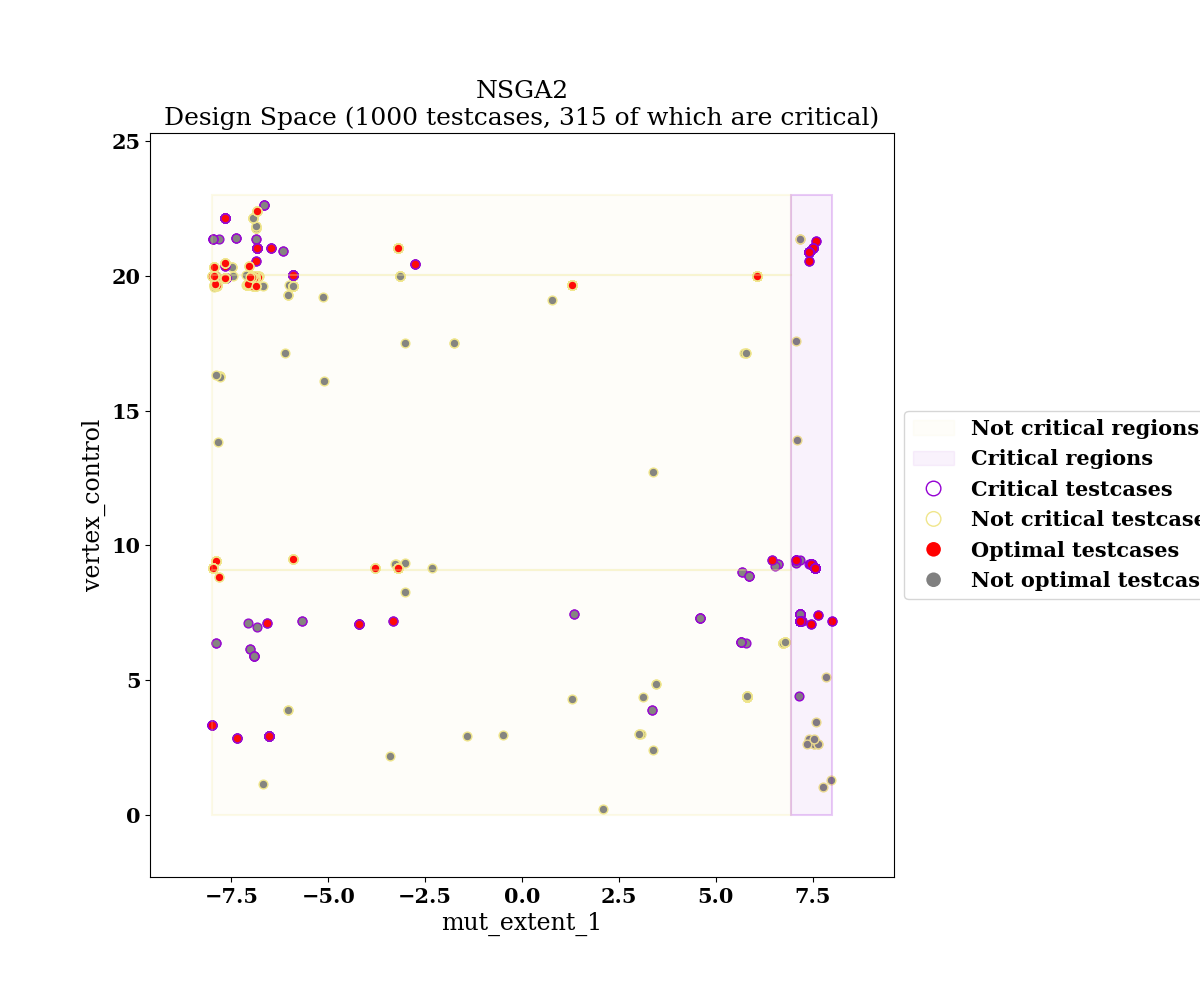 NSGA2
Design Space (1000 testcases, 315 of which are critical)
25
20
15
10
5
0
vertex_control
−7.5
−5.0
−2.5
0.0
2.5
5.0
7.5
mut_extent_1
Not critical regions
Critical regions
Critical testcases
Not critical testcase
Optimal testcases
Not optimal testcas